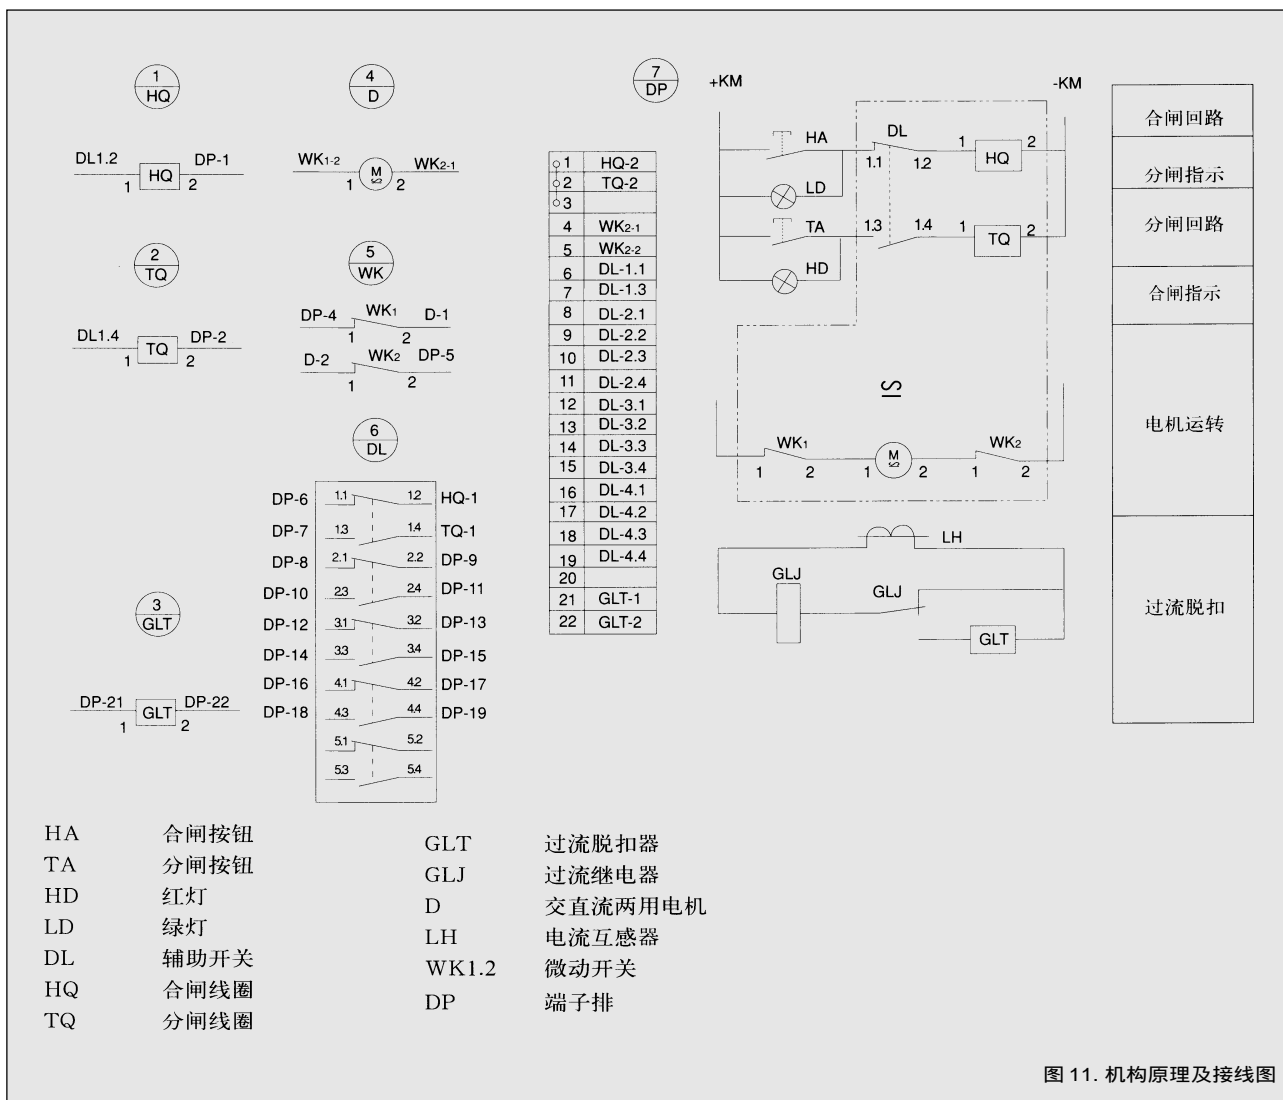 1
HQ
DL1.2
HQ
DP-1
1
2
4
D
WK1-2
M
WK2-1
1
2
2
TQ
DL1.4
TQ
DP-2
1
2
5
WK
DP-4
WK1
D-1
1
2
D-2
WK2
DP-5
1
2
6
DL
DP-6 1.1 1.2 HQ-1
DP-7 1.3 1.4 TQ-1
DP-8 2.1 2.2 DP-9
DP-10 2.3 2.4 DP-11
DP-12 3.1 3.2 DP-13
DP-14 3.3 3.4 DP-15
DP-16 4.1 4.2 DP-17
DP-18 4.3 4.4 DP-19
5.1 5.2
5.3 5.4
3
GLT
DP-21
GLT
DP-22
1
2
7
DP
1 HQ-2
2 TQ-2
3
4 WK2-1
5 WK2-2
6 DL-1.1
7 DL-1.3
8 DL-2.1
9 DL-2.2
10 DL-2.3
11 DL-2.4
12 DL-3.1
13 DL-3.2
14 DL-3.3
15 DL-3.4
16 DL-4.1
17 DL-4.2
18 DL-4.3
19 DL-4.4
20
21 GLT-1
22 GLT-2
+KM
-KM
HA
DL
1.1
1.2
1
HQ
2
LD
TA
1.3
1.4
1
TQ
2
HD
WK1
1
2
M
1
2
WK2
1
2
LH
GLJ
GLJ
GLT
合闸回路
分闸指示
分闸回路
合闸指示
电机运转
过流脱扣
HA 合闸按钮
TA 分闸按钮
HD 红灯
LD 绿灯
DL 辅助开关
HQ 合闸线圈
TQ 分闸线圈
GLT 过流脱扣器
GLJ 过流继电器
D 交直流两用电机
LH 电流互感器
WK1.2 微动开关
DP 端子排
图 11. 机构原理及接线图